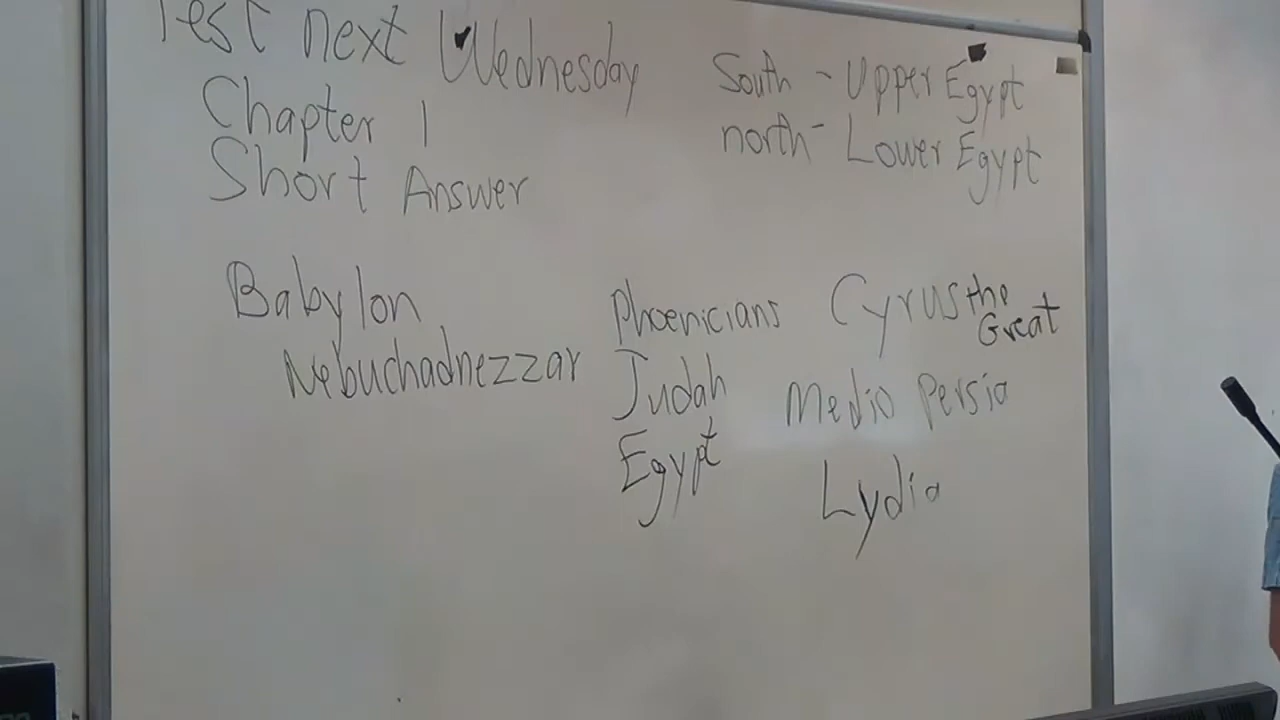 Test next Wednesday
Chapter 1
Short Answer
South - Upper Egypt
north - Lower Egypt
Babylon
Nebuchadnezzar
Phoenicians
Judah
Egypt
Cyrus the
Great
Medio Persia
Lydia